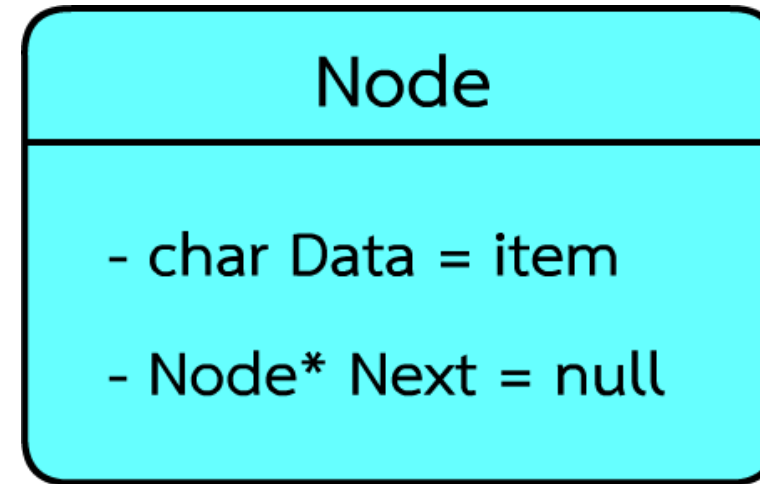 Node
- char Data = item
- Node* Next = null